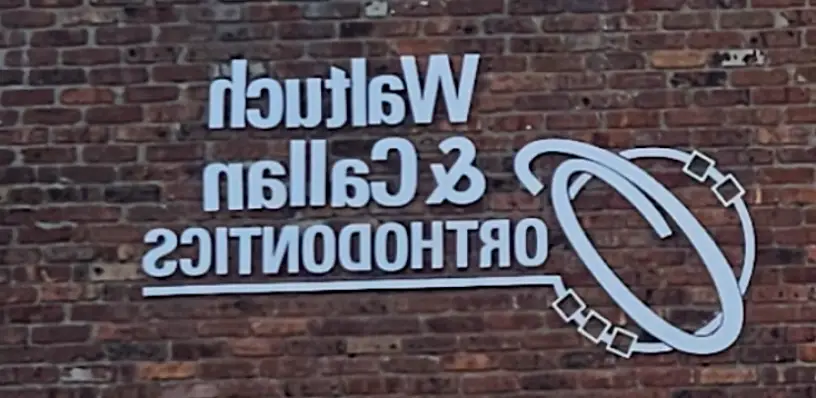 Waltuch
& Callan
ORTHODONTICS